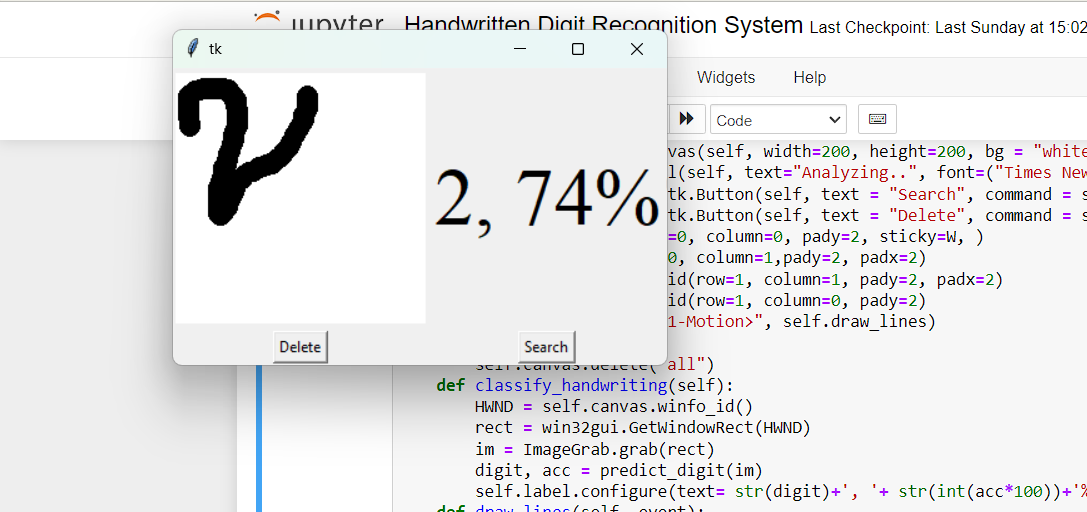 jupyter Handwritten Digit Recognition System Last Checkpoint: Last Sunday at 15:02
tk
Widgets Help
Code
2, 74%
Delete Search
vas(self, width=200, height=200, bg = "white
l(self, text="Analyzing..", font=("Times New
tk.Button(self, text = "Search", command = s
tk.Button(self, text = "Delete", command = s
=0, column=0, pady=2, sticky=W, )
0, column=1,pady=2, padx=2)
id(row=1, column=1, pady=2, padx=2)
id(row=1, column=0, pady=2)
1-Motion>", self.draw_lines)
self.canvas.delete("all")
def classify_handwriting(self):
HWND = self.canvas.winfo_id()
rect = win32gui.GetWindowRect(HWND)
im = ImageGrab.grab(rect)
digit, acc = predict_digit(im)
self.label.configure(text= str(digit)+', '+ str(int(acc*100))+'%
def draw_lines(self, event):